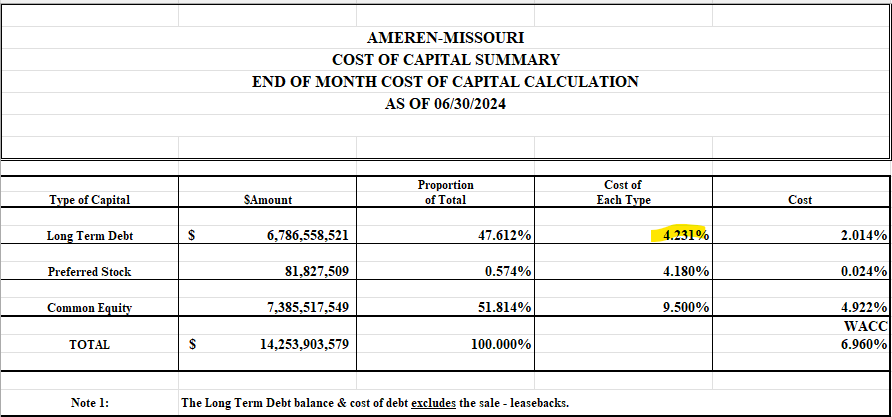 AMEREN-MISSOURI
COST OF CAPITAL SUMMARY
END OF MONTH COST OF CAPITAL CALCULATION
AS OF 06/30/2024
Proportion Cost of
Type of Capital $Amount of Total Each Type Cost
Long Term Debt $ 6,786,558,521 47.612% 4.231% 2.014%
Preferred Stock 81,827,509 0.574% 4.180% 0.024%
Common Equity 7,385,517,549 51.814% 9.500% 4.922%
WACC
TOTAL $ 14,253,903,579 100.000% 6.960%
Note 1: The Long Term Debt balance & cost of debt excludes the sale - leasebacks.